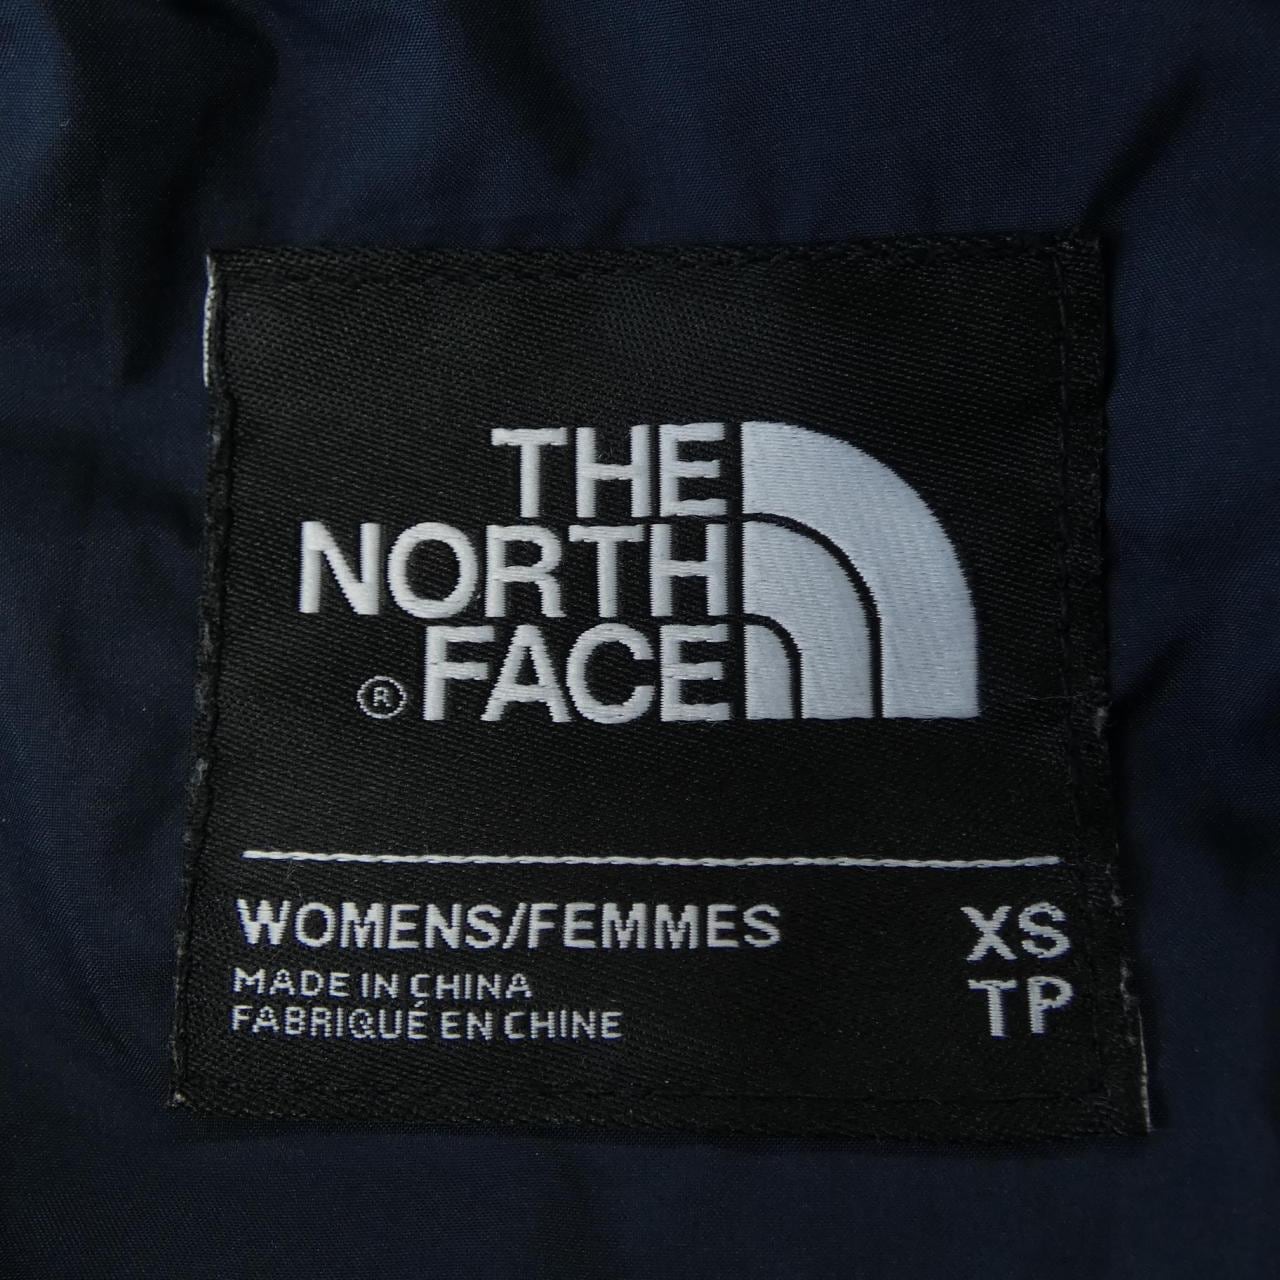 THE
NORTH
® FACE
WOMENS/FEMMES XS
MADE IN CHINA TP
FABRIQUÉ EN CHINE